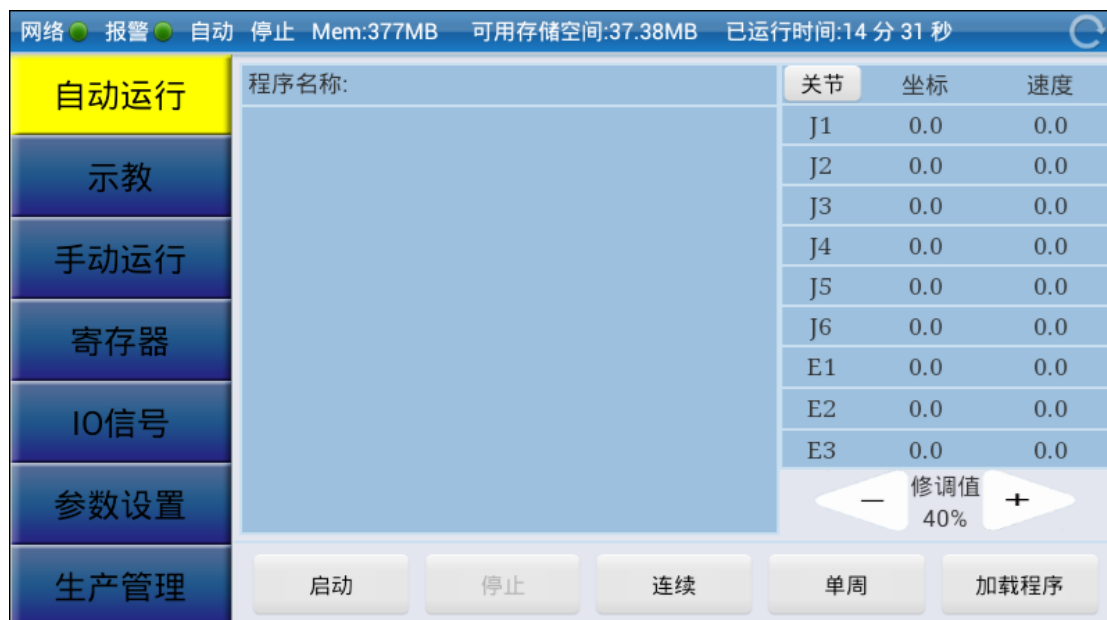 网络 报警 自动 停止 Mem:377MB 可用存储空间:37.38MB 已运行时间:14 分 31 秒
自动运行
示教
手动运行
寄存器
IO信号
参数设置
生产管理
程序名称:
关节 坐标 速度
J1 0.0 0.0
J2 0.0 0.0
J3 0.0 0.0
J4 0.0 0.0
J5 0.0 0.0
J6 0.0 0.0
E1 0.0 0.0
E2 0.0 0.0
E3 0.0 0.0
− 修调值 +
40%
启动 停止 连续 单周 加载程序